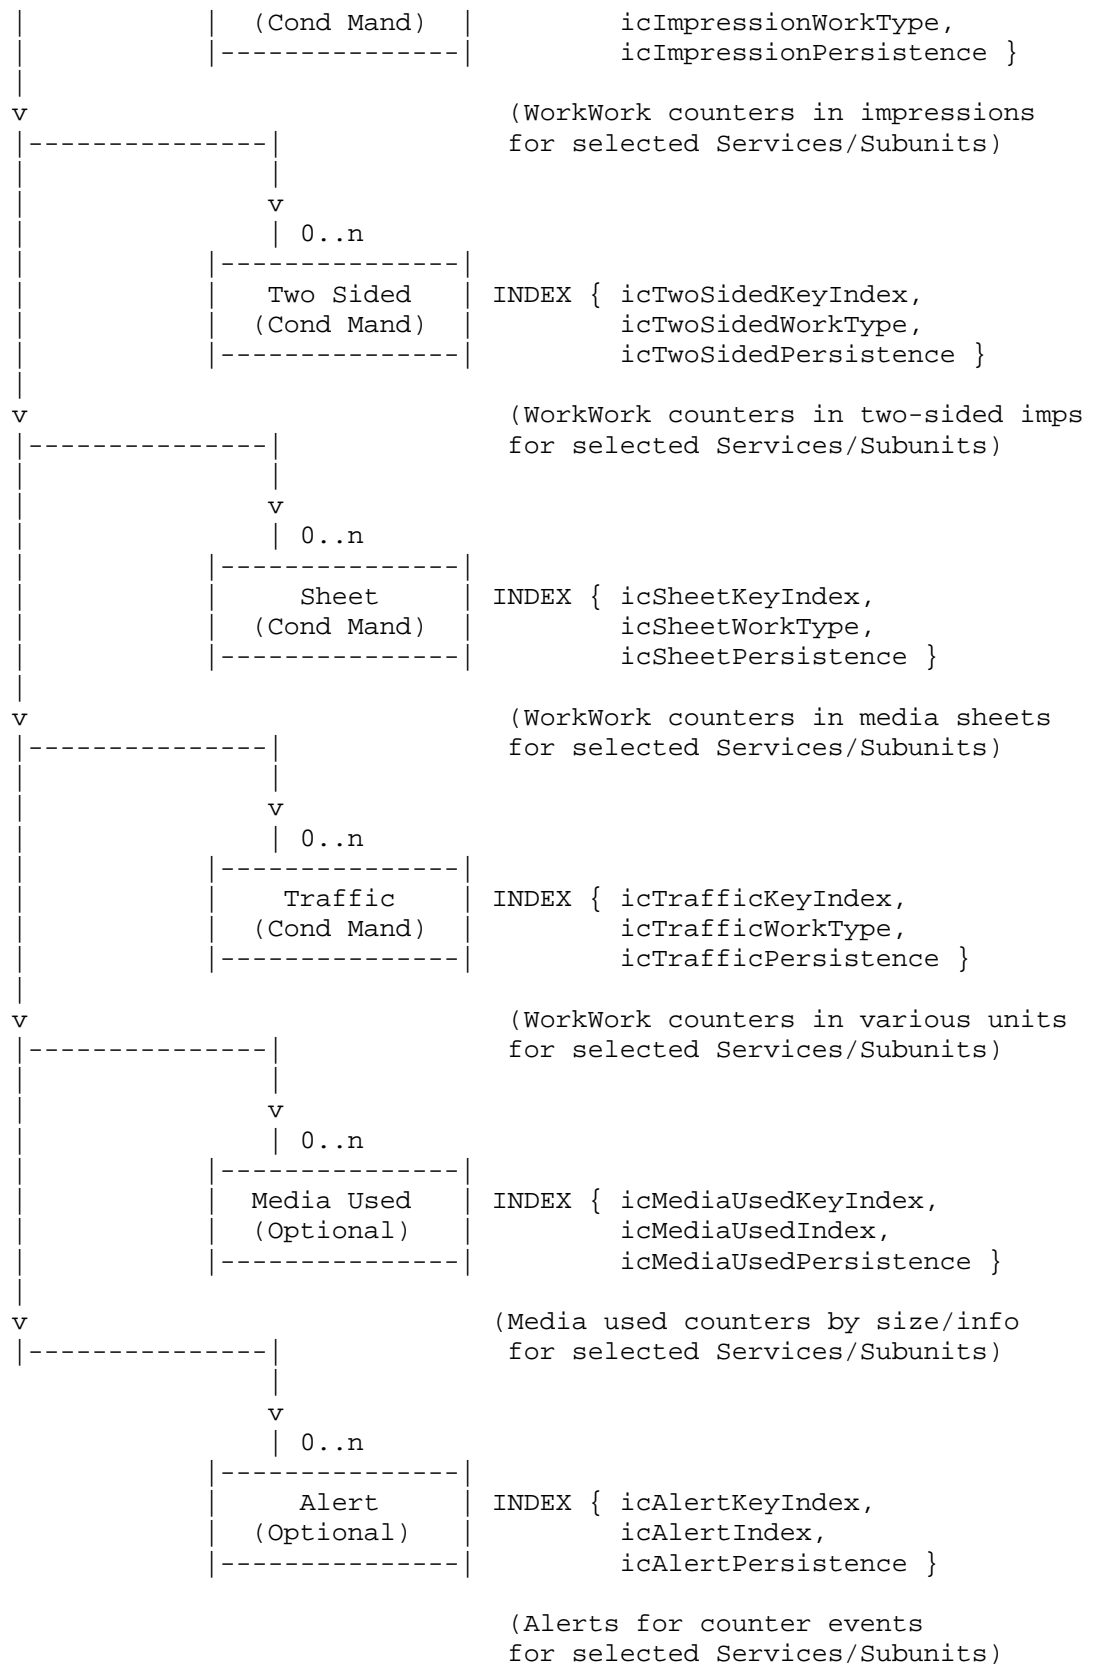 |            |  (Cond Mand)  |         icImpressionWorkType,
|            |---------------|         icImpressionPersistence }
|
v                              (WorkWork counters in impressions
|---------------|              for selected Services/Subunits)
|               |
|               v
|               | 0..n
|            |---------------|
|            |   Two Sided   | INDEX { icTwoSidedKeyIndex,
|            |  (Cond Mand)  |         icTwoSidedWorkType,
|            |---------------|         icTwoSidedPersistence }
|
v                              (WorkWork counters in two-sided imps
|---------------|              for selected Services/Subunits)
|               |
|               v
|               | 0..n
|            |---------------|
|            |     Sheet     | INDEX { icSheetKeyIndex,
|            |  (Cond Mand)  |         icSheetWorkType,
|            |---------------|         icSheetPersistence }
|
v                              (WorkWork counters in media sheets
|---------------|              for selected Services/Subunits)
|               |
|               v
|               | 0..n
|            |---------------|
|            |    Traffic    | INDEX { icTrafficKeyIndex,
|            |  (Cond Mand)  |         icTrafficWorkType,
|            |---------------|         icTrafficPersistence }
|
v                              (WorkWork counters in various units
|---------------|              for selected Services/Subunits)
|               |
|               v
|               | 0..n
|            |---------------|
|            |  Media Used   | INDEX { icMediaUsedKeyIndex,
|            |  (Optional)   |         icMediaUsedIndex,
|            |---------------|         icMediaUsedPersistence }
|
v                             (Media used counters by size/info
|---------------|              for selected Services/Subunits)
                |
                v
                | 0..n
             |---------------|
             |     Alert     | INDEX { icAlertKeyIndex,
             |  (Optional)   |         icAlertIndex,
             |---------------|         icAlertPersistence }

                               (Alerts for counter events
                               for selected Services/Subunits)